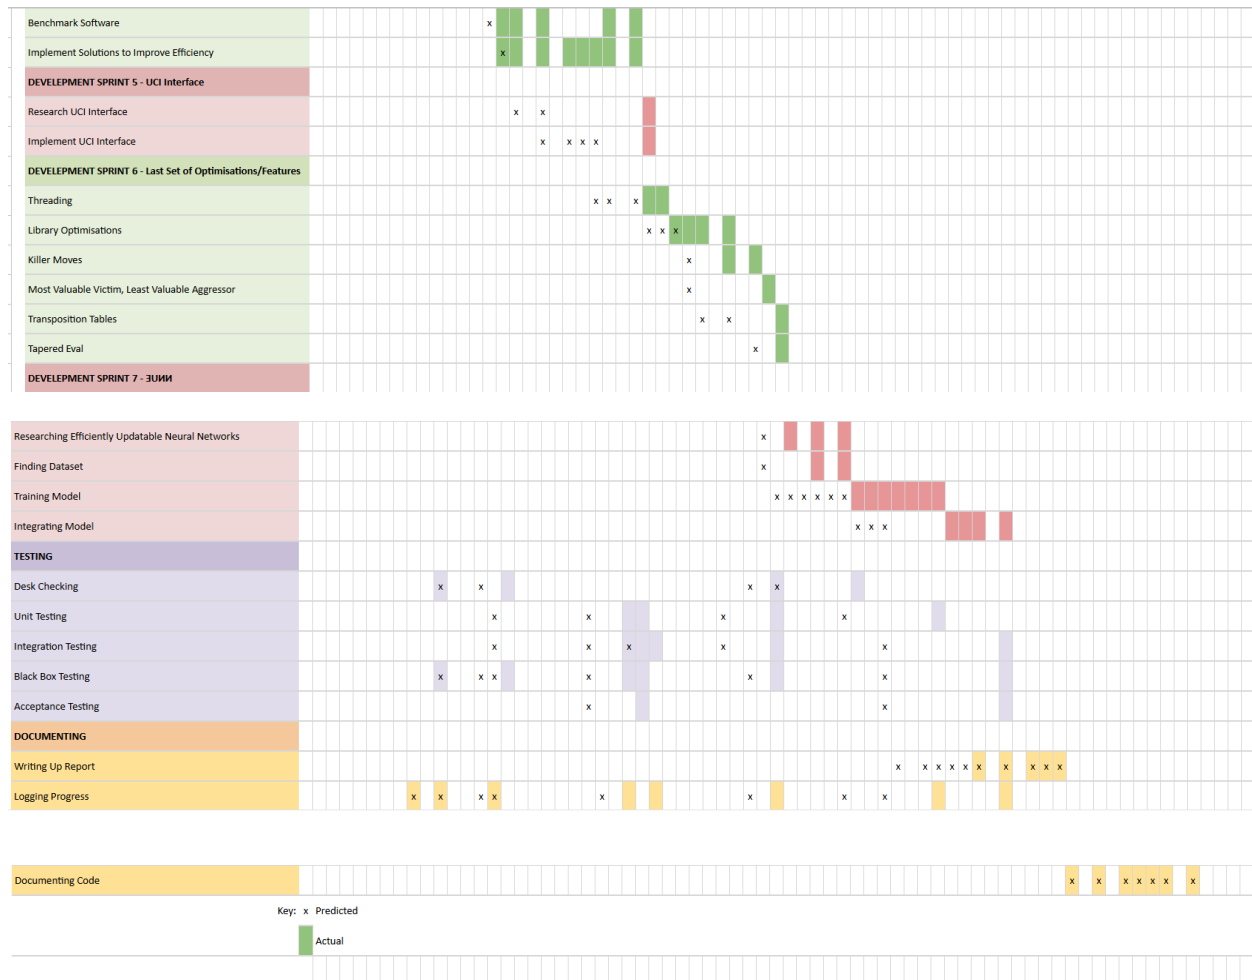 Benchmark Software x
Implement Solutions to Improve Efficiency x
DEVELEPMENT SPRINT 5 - UCI Interface
Research UCI Interface x x
Implement UCI Interface x x x x
DEVELEPMENT SPRINT 6 - Last Set of Optimisations/Features
Threading x x x
Library Optimisations x x x
Killer Moves x
Most Valuable Victim, Least Valuable Aggressor x
Transposition Tables x x
Tapered Eval x
DEVELEPMENT SPRINT 7 - ƎUИИ
Researching Efficiently Updatable Neural Networks x
Finding Dataset x
Training Model x x x x x x
Integrating Model x x x
TESTING
Desk Checking x x x x
Unit Testing x x x x
Integration Testing x x x x x
Black Box Testing x x x x x x
Acceptance Testing x x
DOCUMENTING
Writing Up Report x x x x x x x x x x
Logging Progress x x x x x x x x
Documenting Code x x x x x x x
Key: x Predicted
Actual